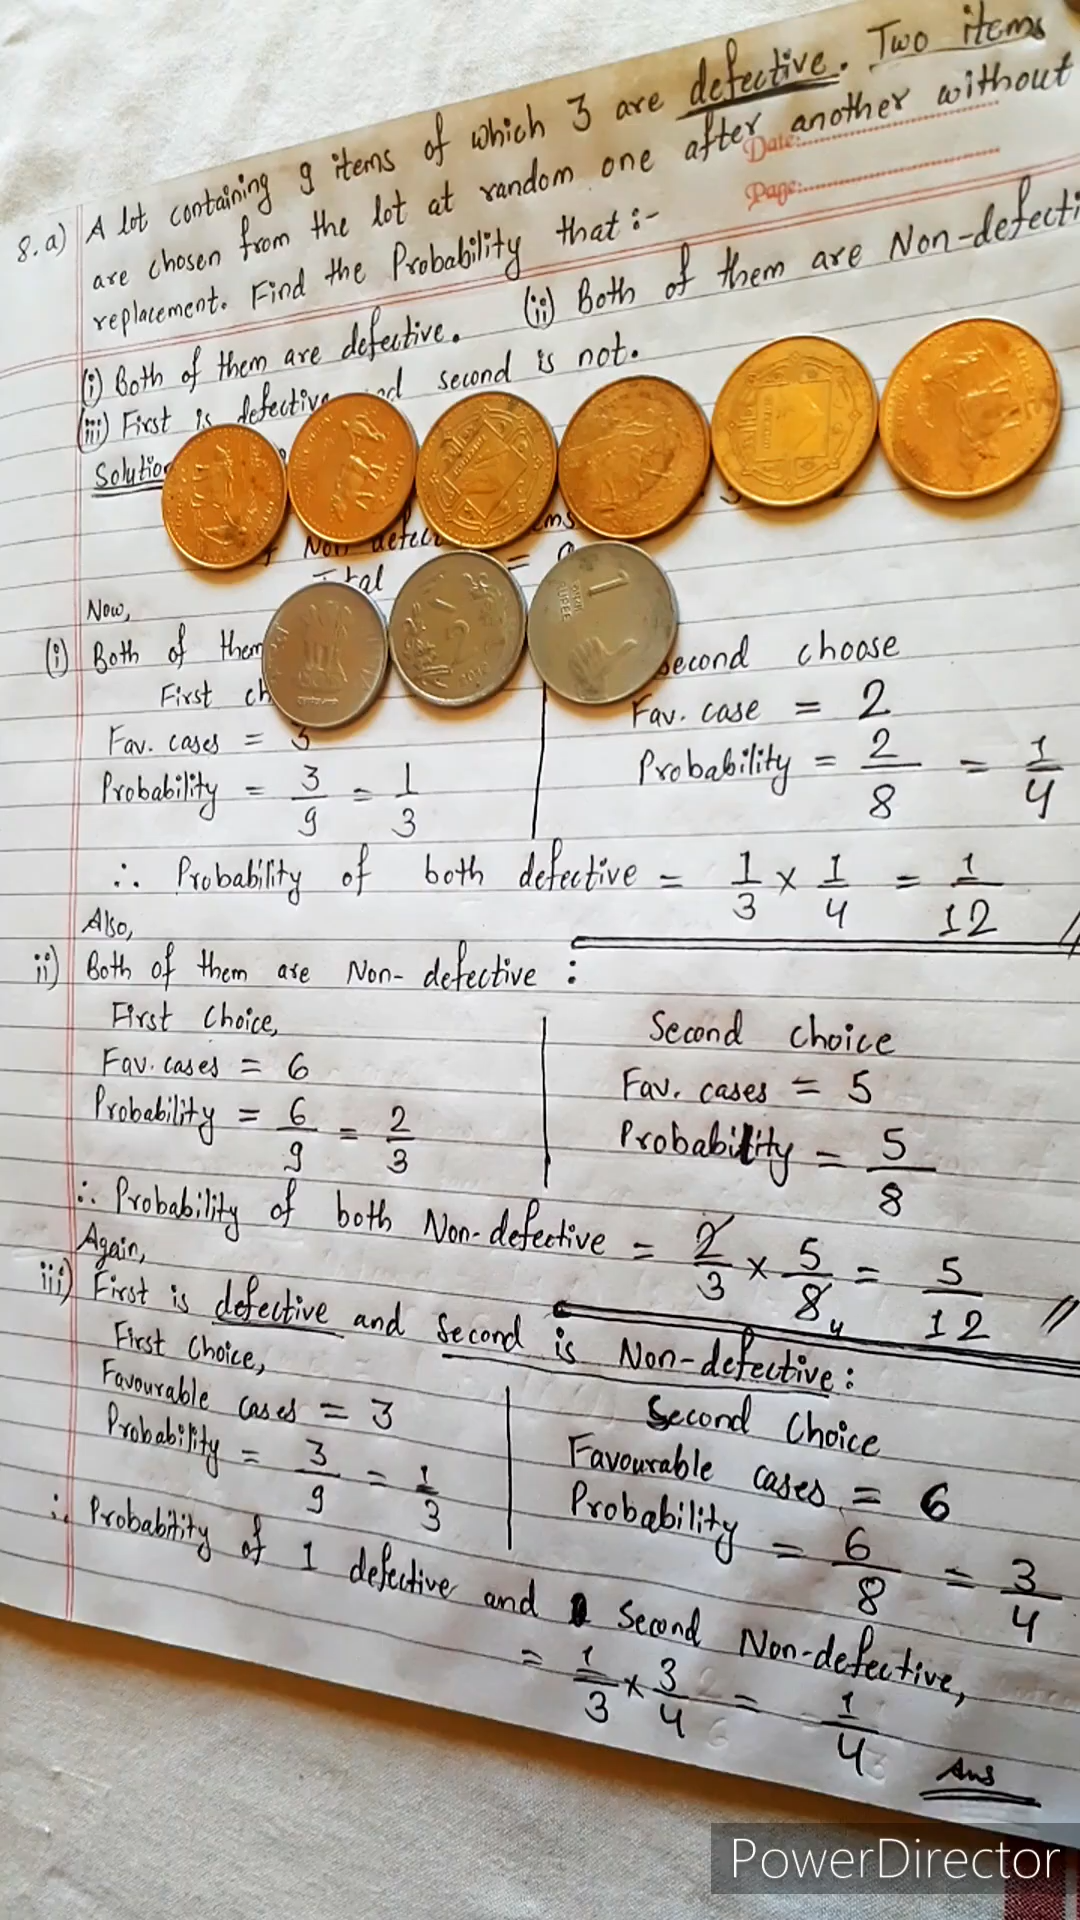 8.a) A lot containing 9 items of which 3 are defective. Two items
are chosen from the lot at random one after another without
replacement. Find the Probability that :-
Date:
Page:
(i) Both of them are defective. (ii) Both of them are Non-defecti
(iii) First is defective and second is not.
Solution
Non defec
Total =
Now,
(i) Both of them
First ch
Fav. cases = 3
Probability = 3/9 = 1/3
second choose
Fav. case = 2
Probability = 2/8 = 1/4
∴ Probability of both defective = 1/3 × 1/4 = 1/12 //
Also,
ii) Both of them are Non-defective :
First choice,
Fav. cases = 6
Probability = 6/9 = 2/3
Second choice
Fav. cases = 5
Probability = 5/8
∴ Probability of both Non-defective = 2/3 × 5/8 4 = 5/12 //
Again,
iii) First is defective and Second is Non-defective :
First Choice,
Favourable cases = 3
Probability = 3/9 = 1/3
Second Choice
Favourable cases = 6
Probability = 6/8 = 3/4
∴ Probability of 1 defective and Second Non-defective,
= 1/3 × 3/4 = 1/4 Ans
2
1
PowerDirector